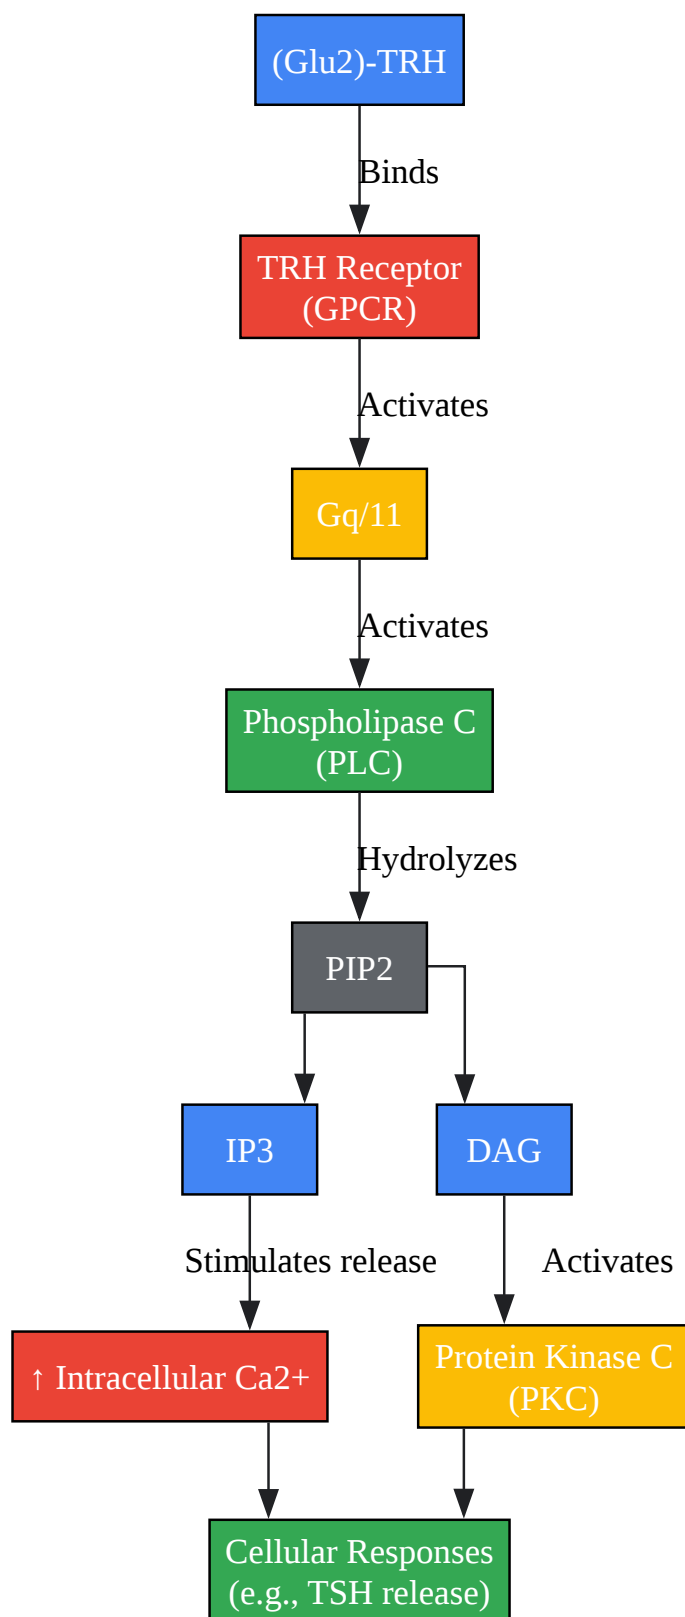 (Glu2)-TRH
Binds
TRH Receptor
(GPCR)
Activates
Gq/11
Activates
Phospholipase C
(PLC)
Hydrolyzes
PIP2
IP3
DAG
Stimulates release
Activates
↑ Intracellular Ca2+
Protein Kinase C
(PKC)
Cellular Responses
(e.g., TSH release)